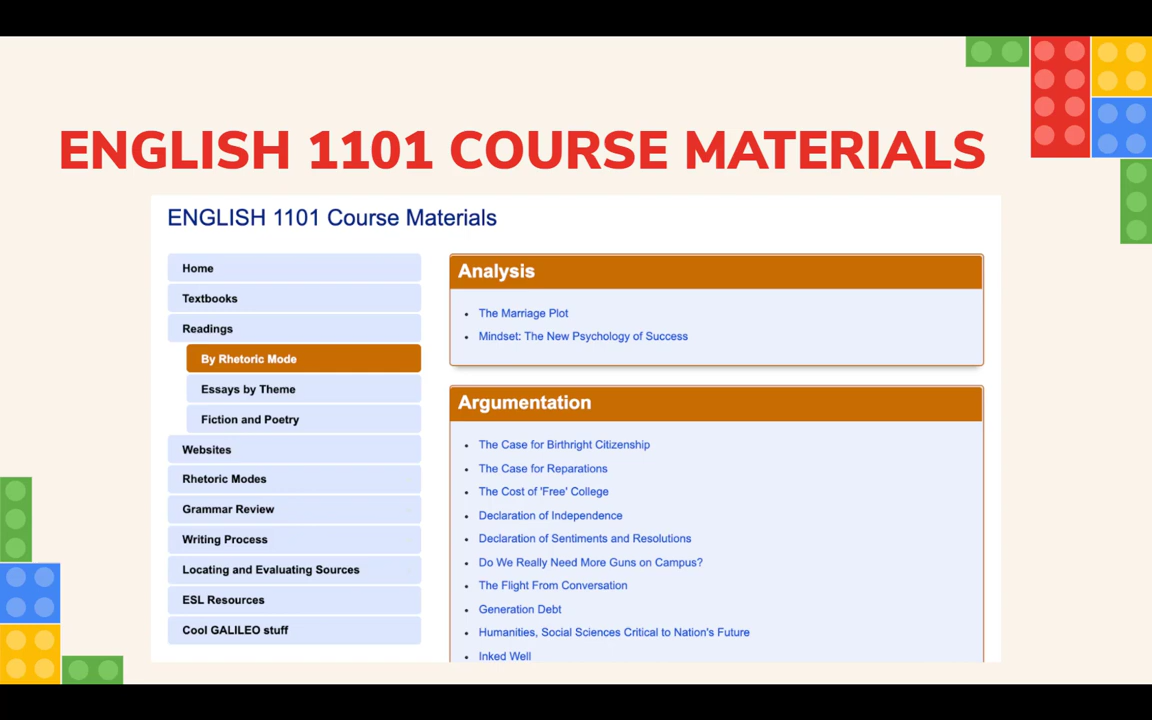 ENGLISH 1101 COURSE MATERIALS
ENGLISH 1101 Course Materials
Home
Textbooks
Readings
By Rhetoric Mode
Essays by Theme
Fiction and Poetry
Websites
Rhetoric Modes
Grammar Review
Writing Process
Locating and Evaluating Sources
ESL Resources
Cool GALILEO stuff
Analysis
• The Marriage Plot
• Mindset: The New Psychology of Success
Argumentation
• The Case for Birthright Citizenship
• The Case for Reparations
• The Cost of 'Free' College
• Declaration of Independence
• Declaration of Sentiments and Resolutions
• Do We Really Need More Guns on Campus?
• The Flight From Conversation
• Generation Debt
• Humanities, Social Sciences Critical to Nation's Future
• Inked Well